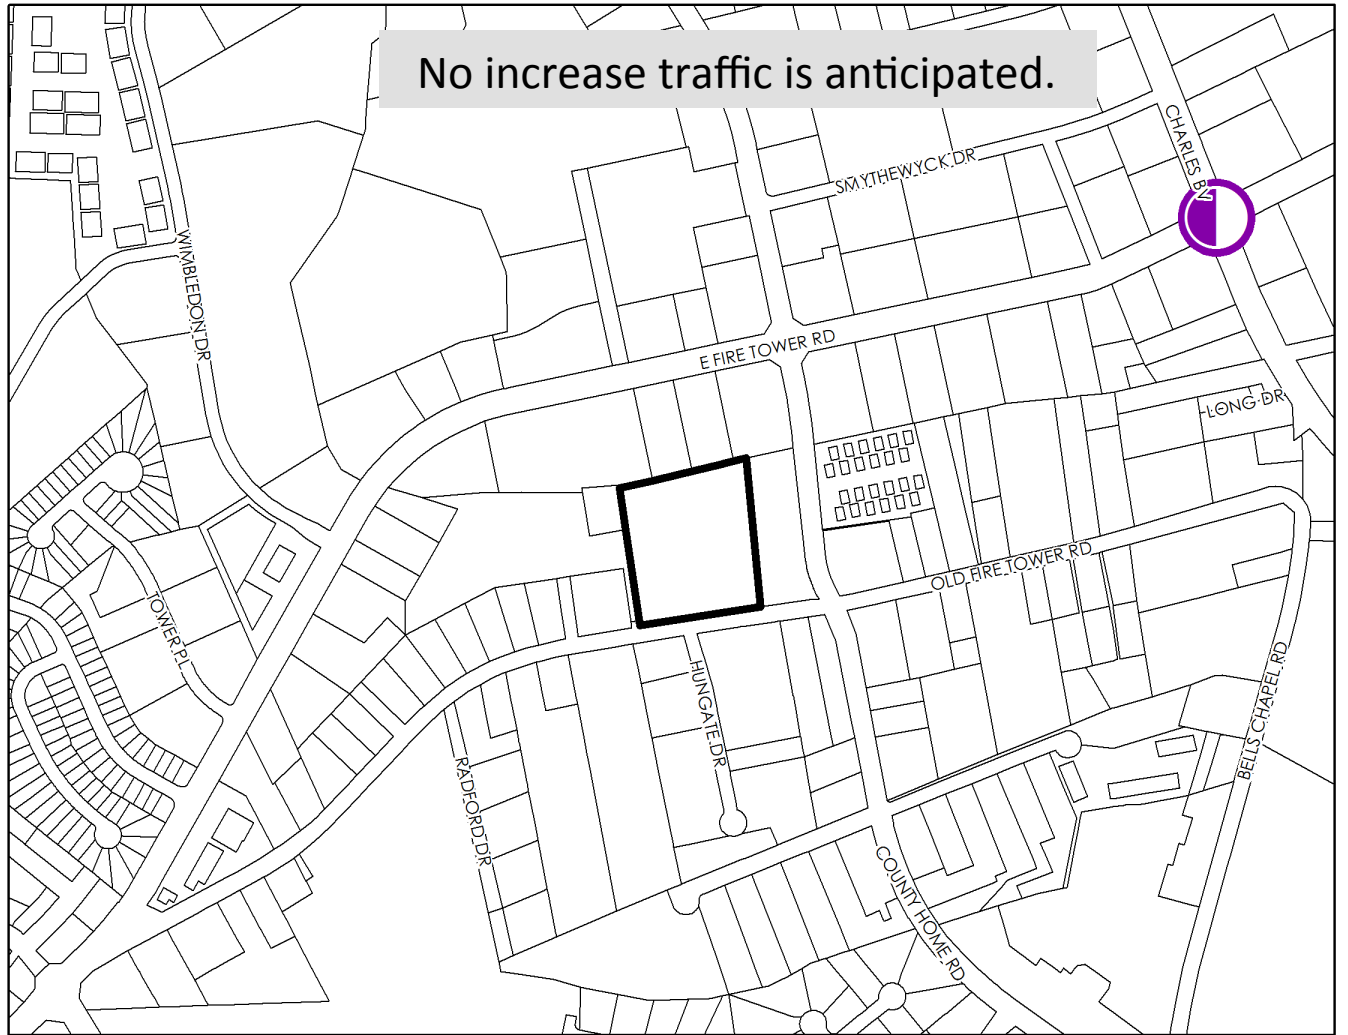 No increase traffic is anticipated.
CHARLES BV
SMYTHEWYCK DR
WIMBLEDON DR
E FIRE TOWER RD
LONG DR
OLD FIRE TOWER RD
TOWER PL
HUNGATE DR
BELLS CHAPEL RD
RADFORD DR
COUNTY HOME RD